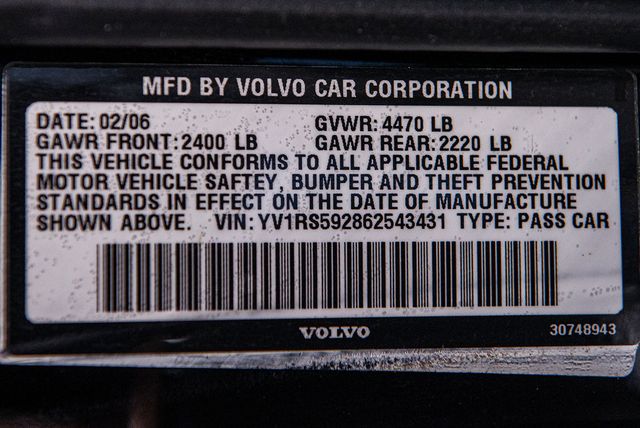 MFD BY VOLVO CAR CORPORATION
DATE: 02/06 GVWR: 4470 LB
GAWR FRONT: 2400 LB GAWR REAR: 2220 LB
THIS VEHICLE CONFORMS TO ALL APPLICABLE FEDERAL
MOTOR VEHICLE SAFTEY, BUMPER AND THEFT PREVENTION
STANDARDS IN EFFECT ON THE DATE OF MANUFACTURE
SHOWN ABOVE. VIN: YV1RS592862543431 TYPE: PASS CAR
VOLVO 30748943